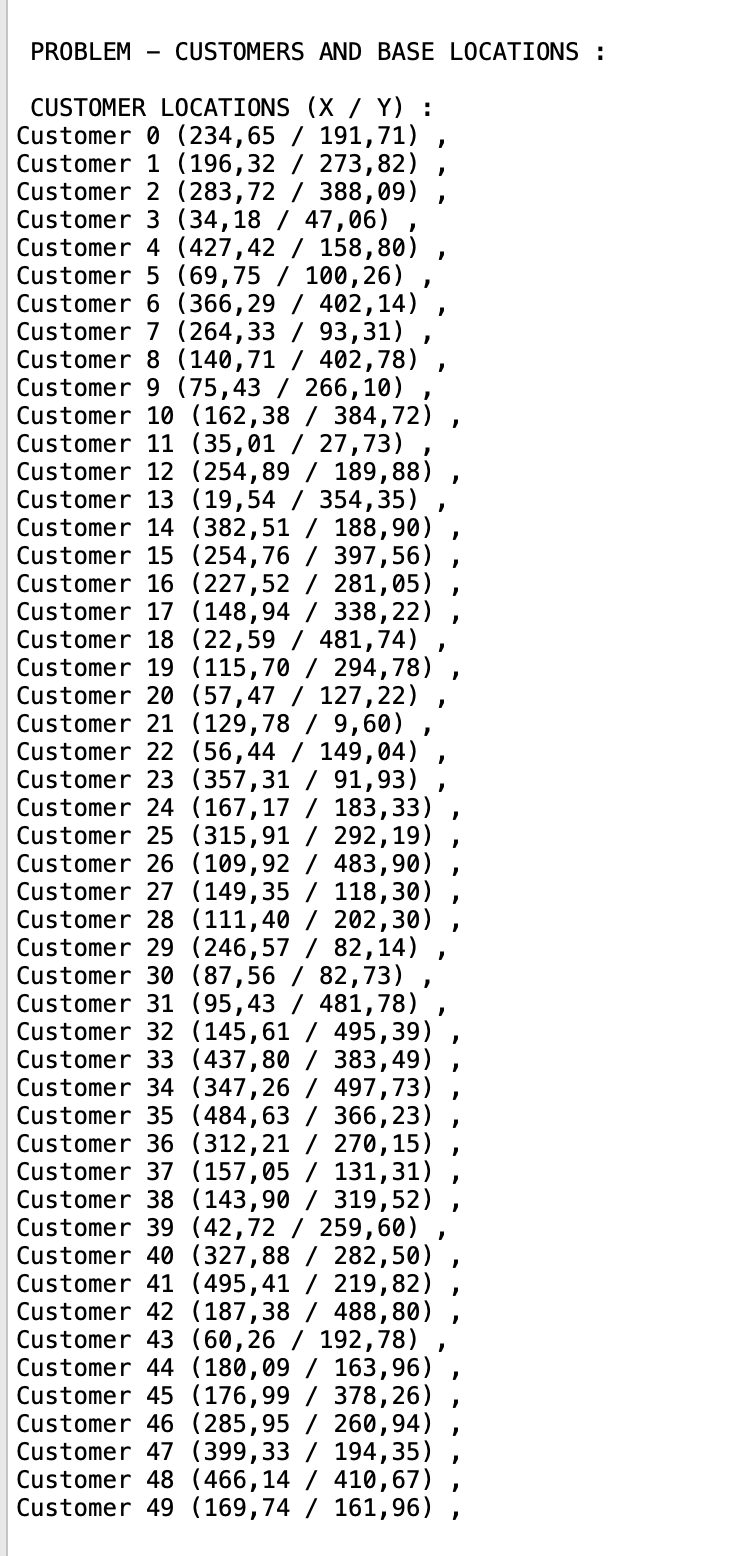 PROBLEM – CUSTOMERS AND BASE LOCATIONS :
CUSTOMER LOCATIONS (X / Y) :
Customer 0 (234,65 / 191,71) ,
Customer 1 (196,32 / 273,82) ,
Customer 2 (283,72 / 388,09) ,
Customer 3 (34,18 / 47,06) ,
Customer 4 (427,42 / 158,80) ,
Customer 5 (69,75 / 100,26) ,
Customer 6 (366,29 / 402,14) ,
Customer 7 (264,33 / 93,31) ,
Customer 8 (140,71 / 402,78) ,
Customer 9 (75,43 / 266,10) ,
Customer 10 (162,38 / 384,72) ,
Customer 11 (35,01 / 27,73) ,
Customer 12 (254,89 / 189,88) ,
Customer 13 (19,54 / 354,35) ,
Customer 14 (382,51 / 188,90) ,
Customer 15 (254,76 / 397,56) ,
Customer 16 (227,52 / 281,05) ,
Customer 17 (148,94 / 338,22) ,
Customer 18 (22,59 / 481,74) ,
Customer 19 (115,70 / 294,78) ,
Customer 20 (57,47 / 127,22) ,
Customer 21 (129,78 / 9,60) ,
Customer 22 (56,44 / 149,04) ,
Customer 23 (357,31 / 91,93) ,
Customer 24 (167,17 / 183,33) ,
Customer 25 (315,91 / 292,19) ,
Customer 26 (109,92 / 483,90) ,
Customer 27 (149,35 / 118,30) ,
Customer 28 (111,40 / 202,30) ,
Customer 29 (246,57 / 82,14) ,
Customer 30 (87,56 / 82,73) ,
Customer 31 (95,43 / 481,78) ,
Customer 32 (145,61 / 495,39) ,
Customer 33 (437,80 / 383,49) ,
Customer 34 (347,26 / 497,73) ,
Customer 35 (484,63 / 366,23) ,
Customer 36 (312,21 / 270,15) ,
Customer 37 (157,05 / 131,31) ,
Customer 38 (143,90 / 319,52) ,
Customer 39 (42,72 / 259,60) ,
Customer 40 (327,88 / 282,50) ,
Customer 41 (495,41 / 219,82) ,
Customer 42 (187,38 / 488,80) ,
Customer 43 (60,26 / 192,78) ,
Customer 44 (180,09 / 163,96) ,
Customer 45 (176,99 / 378,26) ,
Customer 46 (285,95 / 260,94) ,
Customer 47 (399,33 / 194,35) ,
Customer 48 (466,14 / 410,67) ,
Customer 49 (169,74 / 161,96) ,